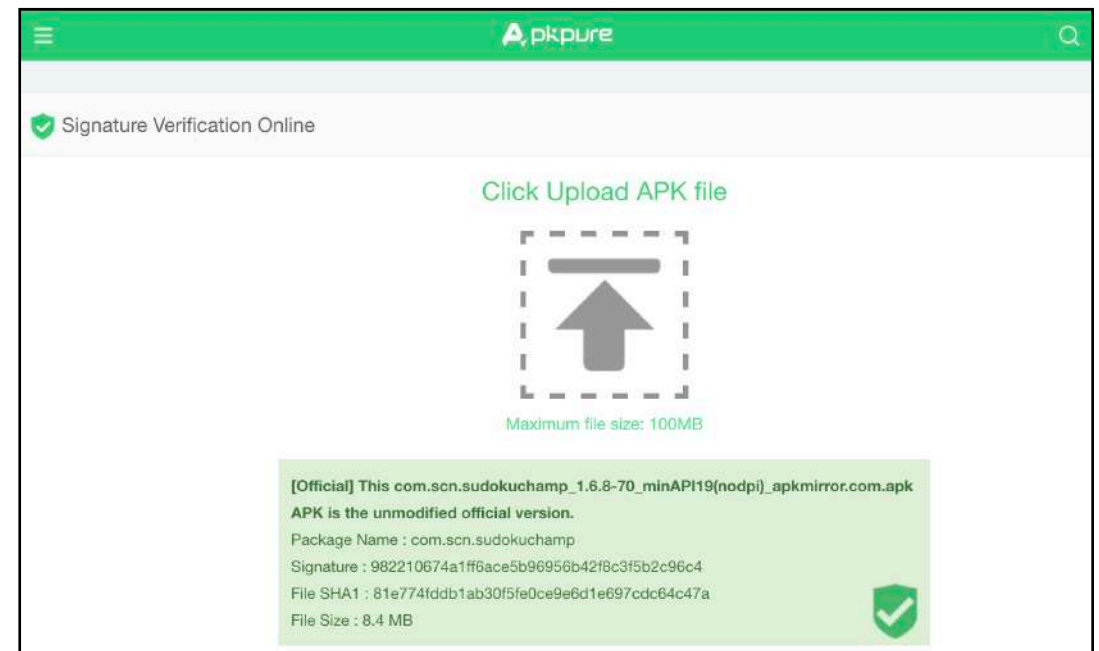 Apkpure
Signature Verification Online
Click Upload APK file
Maximum file size: 100MB
[Official] This com.scn.sudokuchamp_1.6.8-70_minAPI19(nodpi)_apkmirror.com.apk
APK is the unmodified official version.
Package Name : com.scn.sudokuchamp
Signature : 982210674a1ff6ace5b96956b42f8c3f5b2c96c4
File SHA1 : 81e774fddb1ab30f5fe0ce9e6d1e697cdc64c47a
File Size : 8.4 MB